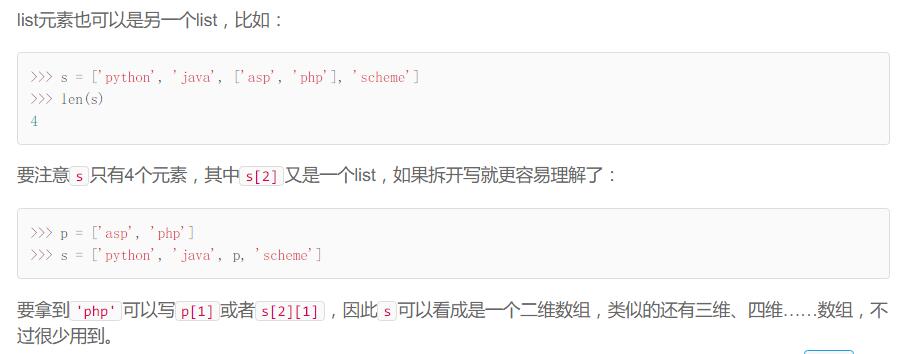 list元素也可以是另一个list，比如：
>>> s = ['python', 'java', ['asp', 'php'], 'scheme']
>>> len(s)
4
要注意s只有4个元素，其中s[2]又是一个list，如果拆开写就更容易理解了：
>>> p = ['asp', 'php']
>>> s = ['python', 'java', p, 'scheme']
要拿到'php'可以写p[1]或者s[2][1]，因此s可以看成是一个二维数组，类似的还有三维、四维……数组，不
过很少用到。